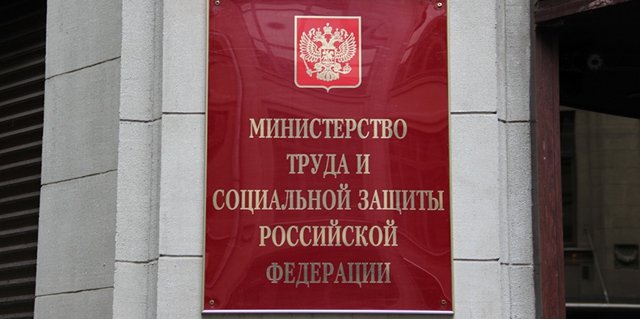 МИНИСТЕРСТВО
ТРУДА И
СОЦИАЛЬНОЙ ЗАЩИТЫ
РОССИЙСКОЙ
ФЕДЕРАЦИИ